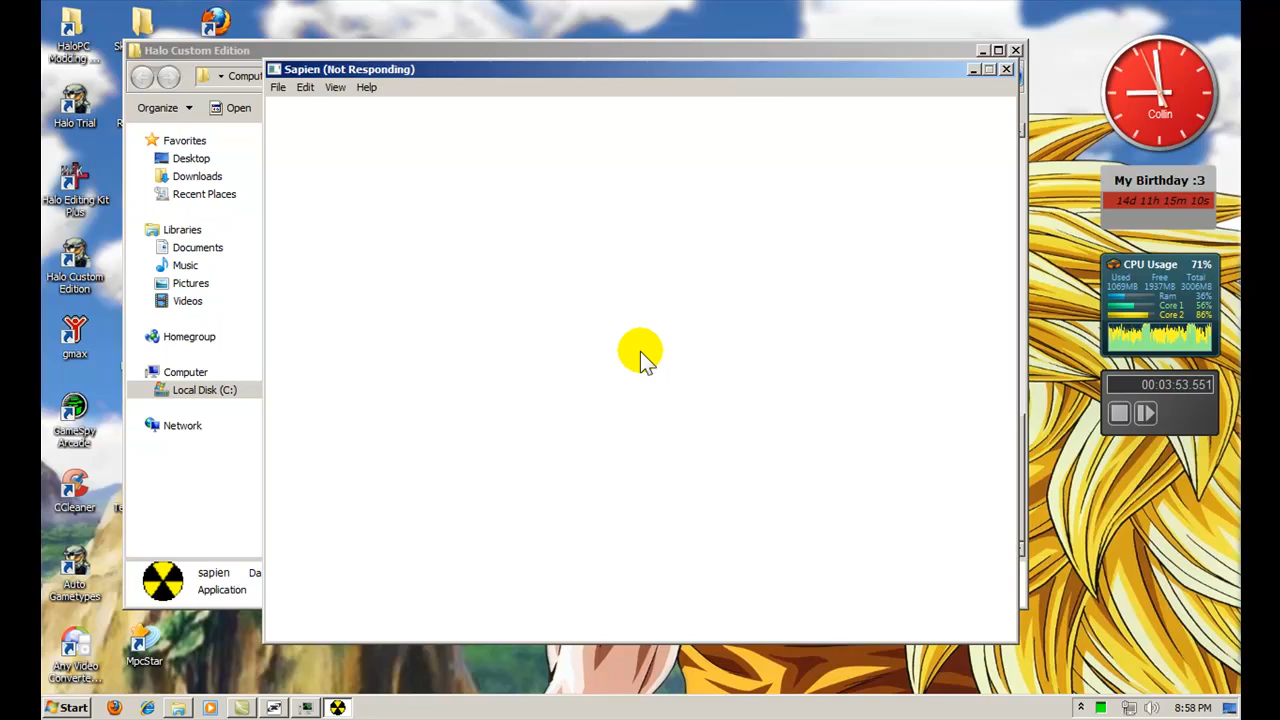 HaloPC
Modding ...
Halo Trial
Halo Editing Kit
Plus
Halo Custom
Edition
gmax
GameSpy
Arcade
CCleaner
Auto
Gametypes
Any Video
Converte...
MpcStar
Halo Custom Edition
Organize
Open
Favorites
Desktop
Downloads
Recent Places
Libraries
Documents
Music
Pictures
Videos
Homegroup
Computer
Local Disk (C:)
Network
sapien
Application
Sapien (Not Responding)
File Edit View Help
Collin
My Birthday :3
14d 11h 15m 10s
CPU Usage 71%
Used Free Total
1069MB 1937MB 3006MB
Ram 36%
Core 1 56%
Core 2 86%
00:03:53.551
Start
8:58 PM